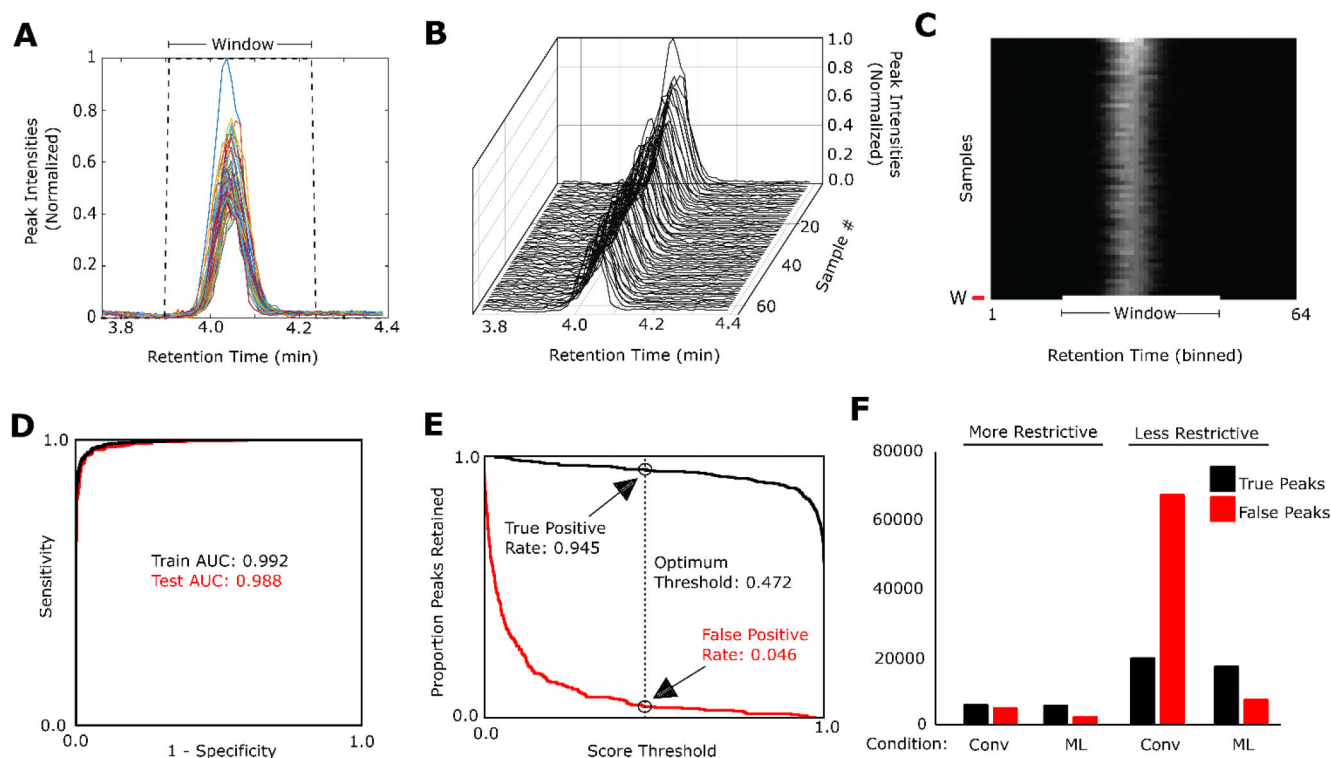 A
Window
Peak Intensities
(Normalized)
1
0.8
0.6
0.4
0.2
0
3.8
4.0
4.2
4.4
Retention Time (min)
B
1.0
0.8
0.6
0.4
0.2
0.0
Peak Intensities
(Normalized)
20
40
60
Sample #
3.8
4.0
4.2
4.4
Retention Time (min)
C
Samples
W
1
Window
64
Retention Time (binned)
D
1.0
Sensitivity
Train AUC: 0.992
Test AUC: 0.988
0.0
0.0
1.0
1 - Specificity
E
1.0
Proportion Peaks Retained
True Positive
Rate: 0.945
Optimum
Threshold: 0.472
False Positive
Rate: 0.046
0.0
0.0
1.0
Score Threshold
F
More Restrictive
Less Restrictive
80000
60000
40000
20000
0
True Peaks
False Peaks
Condition:
Conv
ML
Conv
ML